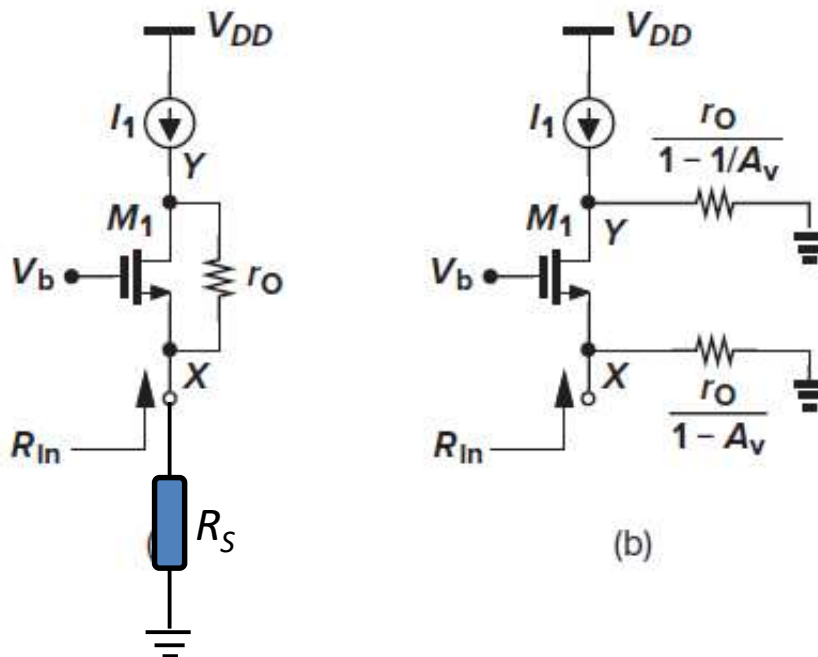 V_DD
I_1
Y
M_1
V_b
r_O
X
R_in
R_S
(
V_DD
I_1
r_O
1 − 1/A_v
M_1
Y
V_b
X
R_in
r_O
1 − A_v
(b)